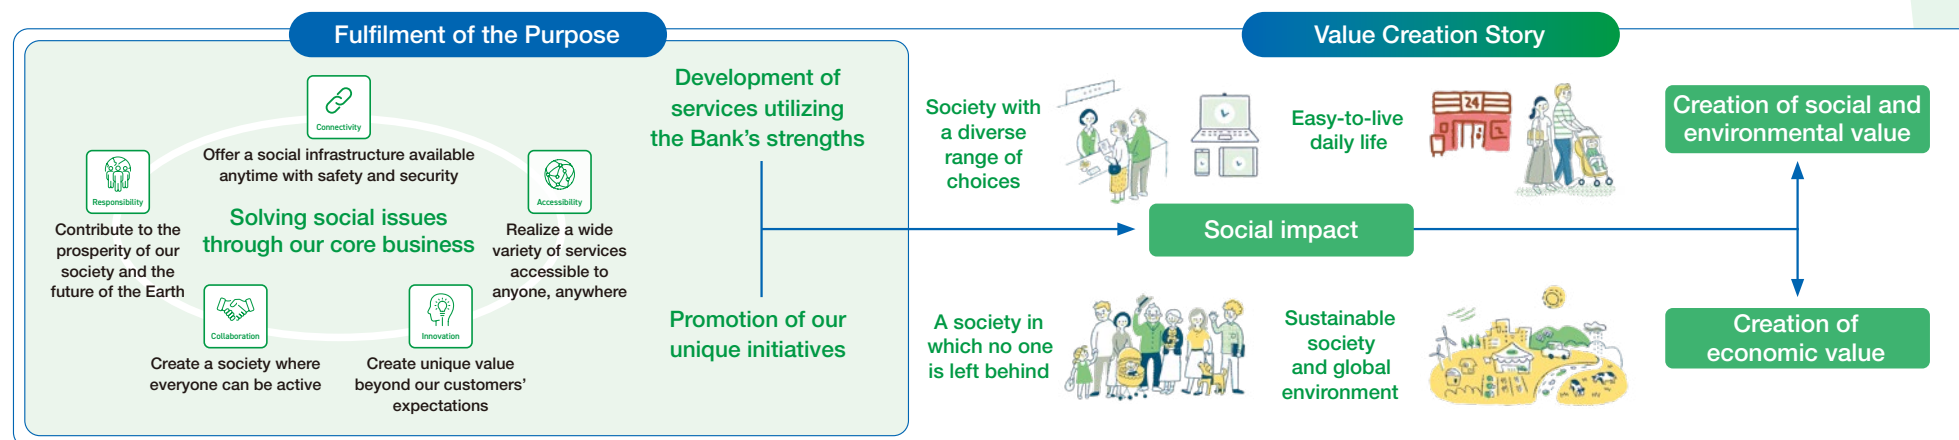 Fulfilment of the Purpose
Connectivity
Offer a social infrastructure available
anytime with safety and security
Responsibility
Contribute to the
prosperity of our
society and the
future of the Earth
Solving social issues
through our core business
Accessibility
Realize a wide
variety of services
accessible to
anyone, anywhere
Collaboration
Create a society where
everyone can be active
Innovation
Create unique value
beyond our customers'
expectations
Development of
services utilizing
the Bank's strengths
Promotion of our
unique initiatives
Value Creation Story
Society with
a diverse
range of
choices
Easy-to-live
daily life
24
Social impact
A society in
which no one
is left behind
Sustainable
society
and global
environment
Creation of social and
environmental value
Creation of
economic value